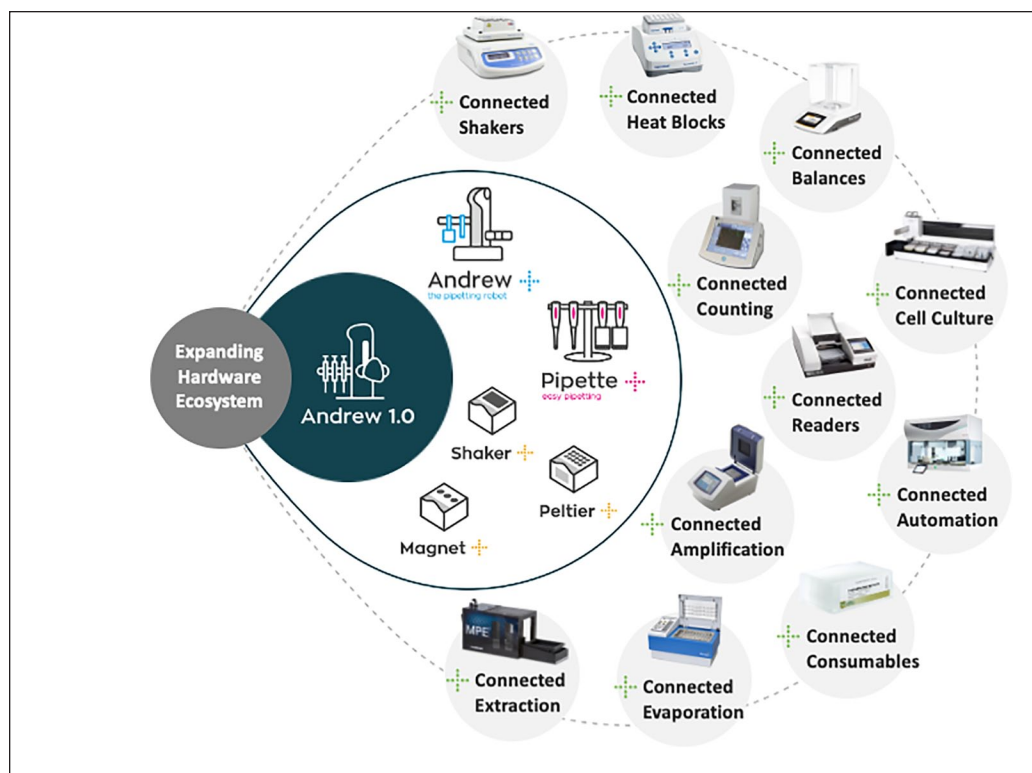 Connected
Shakers
Connected
Heat Blocks
Connected
Balances
Andrew
the pipetting robot
Connected
Counting
Connected
Cell Culture
Expanding
Hardware
Ecosystem
Andrew 1.0
Pipette
easy pipetting
Connected
Readers
Shaker
Peltier
Magnet
Connected
Amplification
Connected
Automation
Connected
Consumables
MPE
Connected
Extraction
Connected
Evaporation